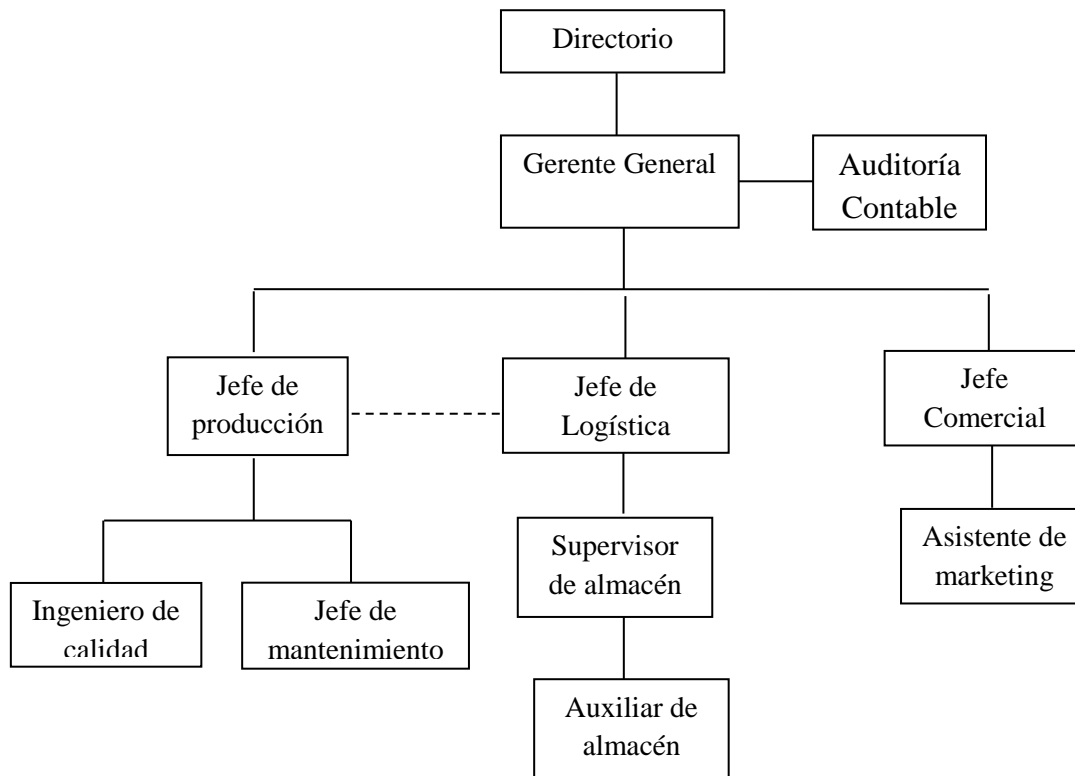 Directorio
Gerente General
Auditoría
Contable
Jefe de
producción
Jefe de
Logística
Jefe
Comercial
Supervisor
de almacén
Asistente de
marketing
Ingeniero de
calidad
Jefe de
mantenimiento
Auxiliar de
almacén